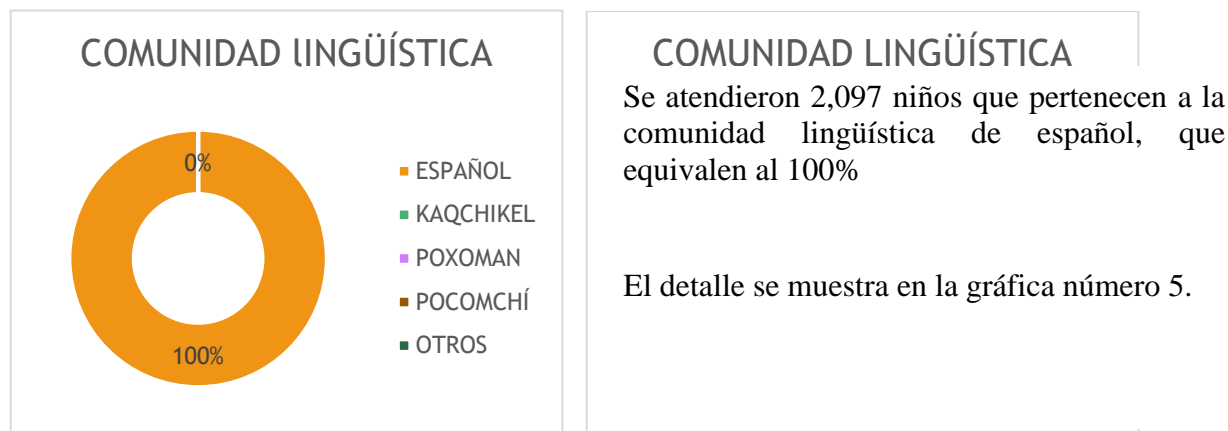 COMUNIDAD lINGÜÍSTICA
0%
100%
ESPAÑOL
KAQCHIKEL
POXOMAN
POCOMCHÍ
OTROS
COMUNIDAD LINGÜÍSTICA
Se atendieron 2,097 niños que pertenecen a la
comunidad lingüística de español, que
equivalen al 100%
El detalle se muestra en la gráfica número 5.